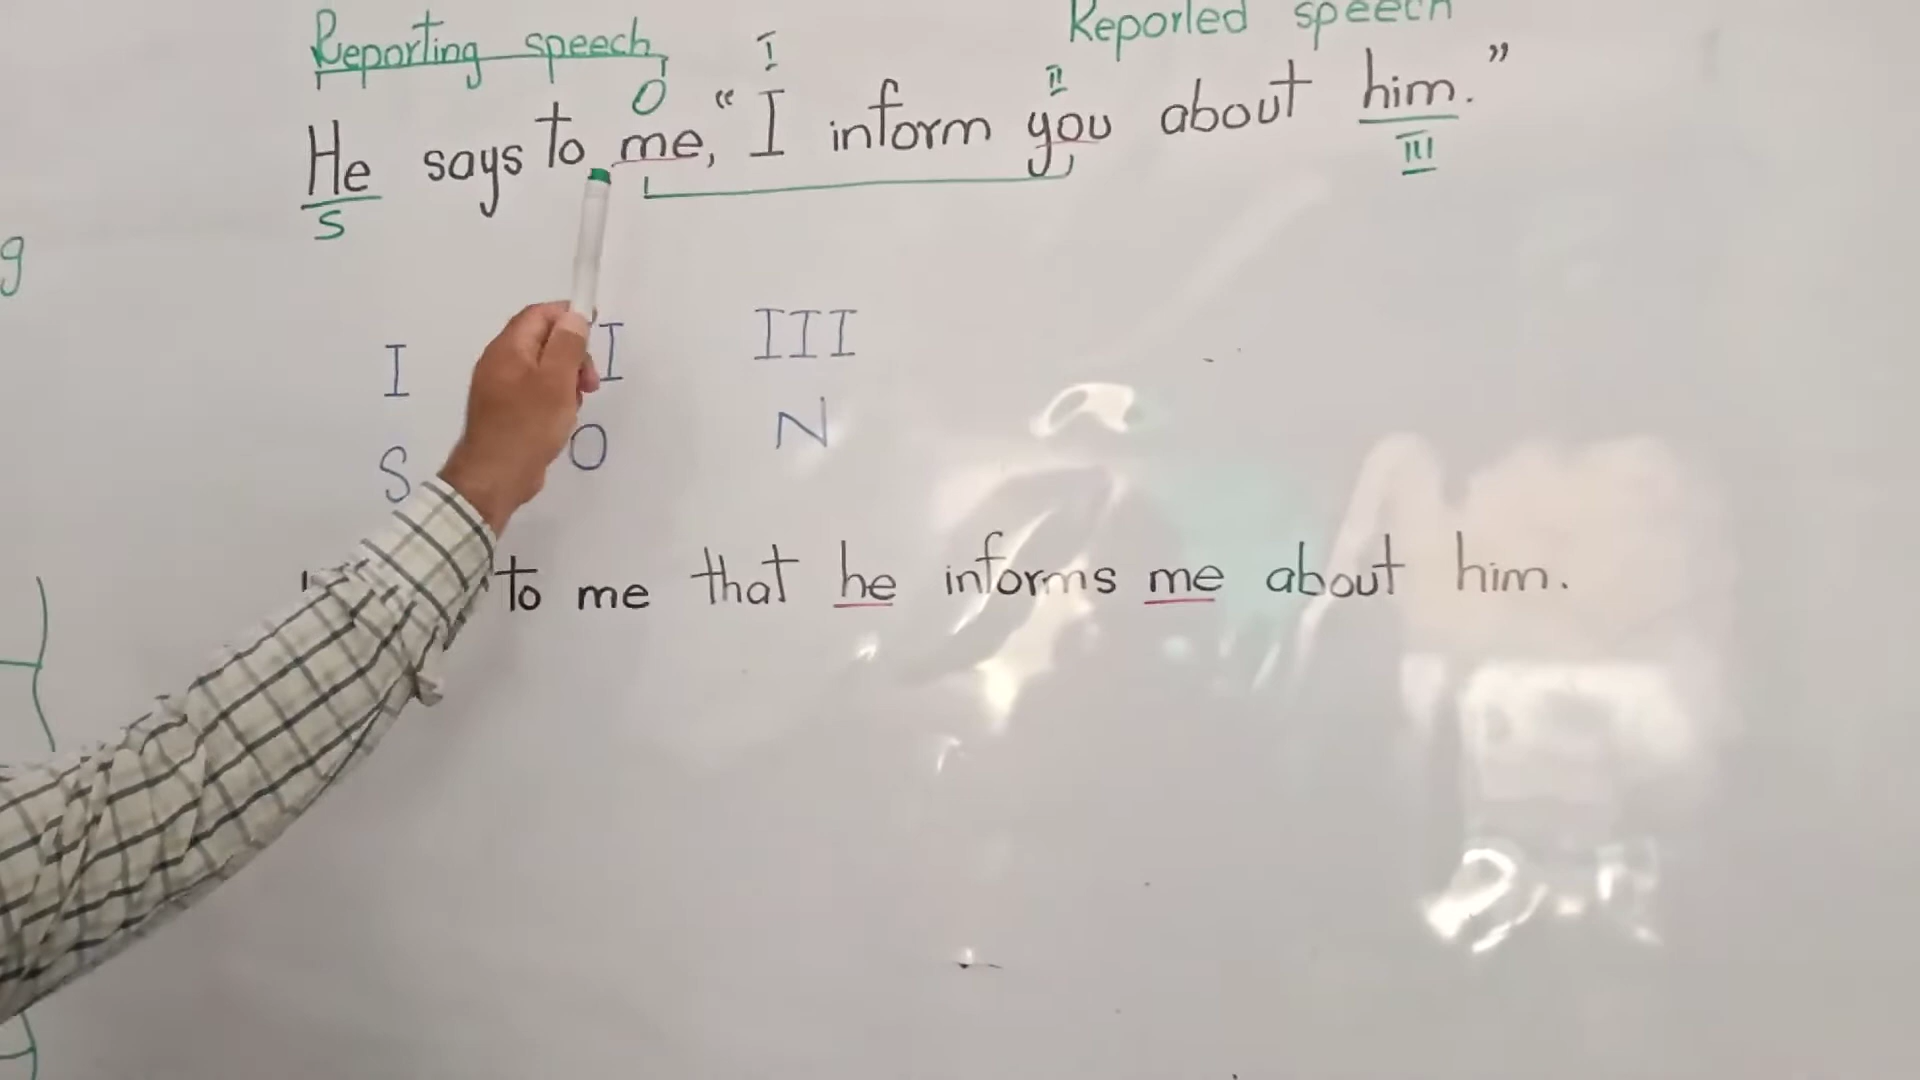 Reporting speech I Reported speech
O II
He says to me, “I inform you about him.”
S III
g
I I III
S O N
to me that he informs me about him.